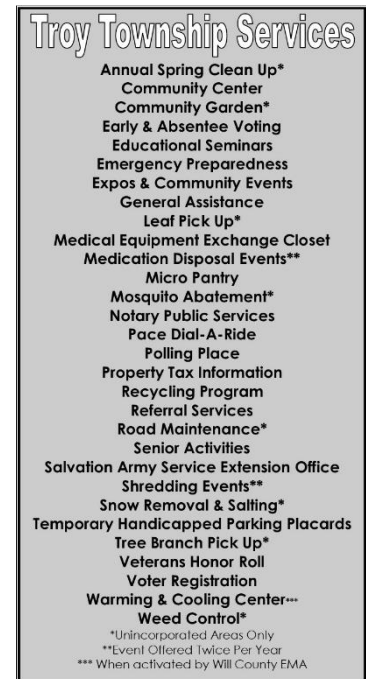 Troy Township Services
Annual Spring Clean Up*
Community Center
Community Garden*
Early & Absentee Voting
Educational Seminars
Emergency Preparedness
Expos & Community Events
General Assistance
Leaf Pick Up*
Medical Equipment Exchange Closet
Medication Disposal Events**
Micro Pantry
Mosquito Abatement*
Notary Public Services
Pace Dial-A-Ride
Polling Place
Property Tax Information
Recycling Program
Referral Services
Road Maintenance*
Senior Activities
Salvation Army Service Extension Office
Shredding Events**
Snow Removal & Salting*
Temporary Handicapped Parking Placards
Tree Branch Pick Up*
Veterans Honor Roll
Voter Registration
Warming & Cooling Center***
Weed Control*
*Unincorporated Areas Only
**Event Offered Twice Per Year
*** When activated by Will County EMA